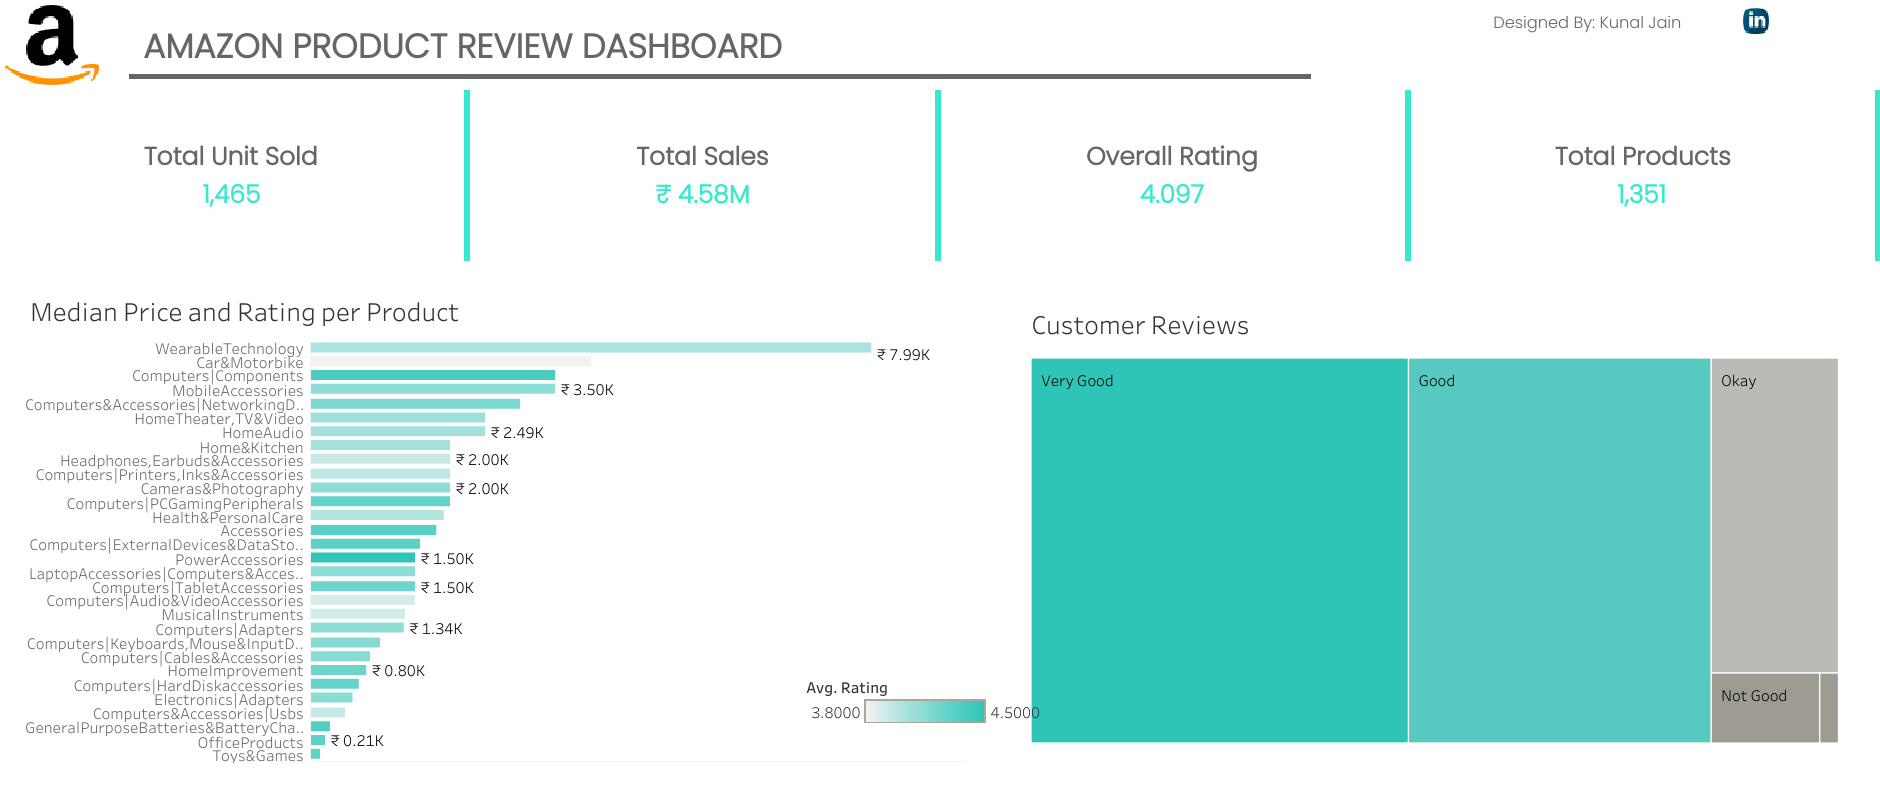 a
AMAZON PRODUCT REVIEW DASHBOARD
Designed By: Kunal Jain
in
Total Unit Sold
1,465
Total Sales
₹ 4.58M
Overall Rating
4.097
Total Products
1,351
Median Price and Rating per Product
WearableTechnology ₹ 7.99K
Car&Motorbike
Computers|Components
MobileAccessories ₹ 3.50K
Computers&Accessories|NetworkingD..
HomeTheater,TV&Video
HomeAudio ₹ 2.49K
Home&Kitchen
Headphones,Earbuds&Accessories ₹ 2.00K
Computers|Printers,Inks&Accessories
Cameras&Photography ₹ 2.00K
Computers|PCGamingPeripherals
Health&PersonalCare
Accessories
Computers|ExternalDevices&DataSto..
PowerAccessories ₹ 1.50K
LaptopAccessories|Computers&Acces..
Computers|TabletAccessories ₹ 1.50K
Computers|Audio&VideoAccessories
MusicalInstruments
Computers|Adapters ₹ 1.34K
Computers|Keyboards,Mouse&InputD..
Computers|Cables&Accessories
HomeImprovement ₹ 0.80K
Computers|HardDiskaccessories
Electronics|Adapters
Computers&Accessories|Usbs
GeneralPurposeBatteries&BatteryCha..
OfficeProducts ₹ 0.21K
Toys&Games
Avg. Rating
3.8000 4.5000
Customer Reviews
Very Good
Good
Okay
Not Good